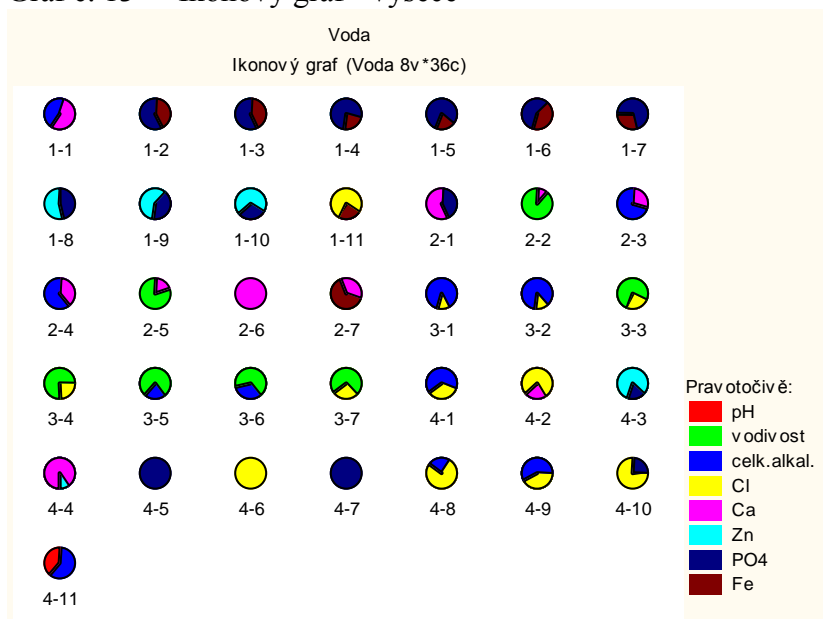 Voda
Ikonový graf (Voda 8v*36c)
1-1 1-2 1-3 1-4 1-5 1-6 1-7
1-8 1-9 1-10 1-11 2-1 2-2 2-3
2-4 2-5 2-6 2-7 3-1 3-2 3-3
3-4 3-5 3-6 3-7 4-1 4-2 4-3
4-4 4-5 4-6 4-7 4-8 4-9 4-10
4-11
Pravotočivě:
pH
vodivost
celk.alkal.
Cl
Ca
Zn
PO4
Fe